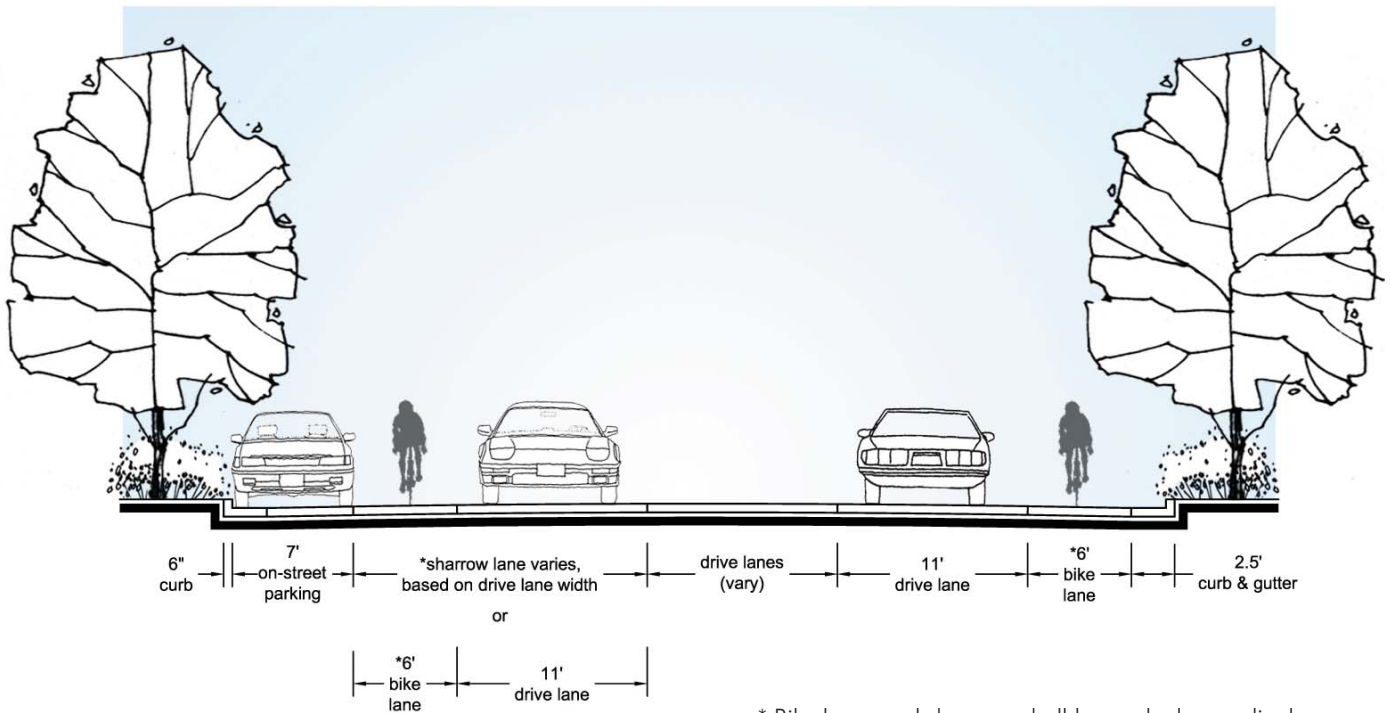 6"
curb
7'
on-street
parking
*sharrow lane varies,
based on drive lane width
or
drive lanes
(vary)
11'
drive lane
*6'
bike
lane
2.5'
curb & gutter
*6'
bike
lane
11'
drive lane